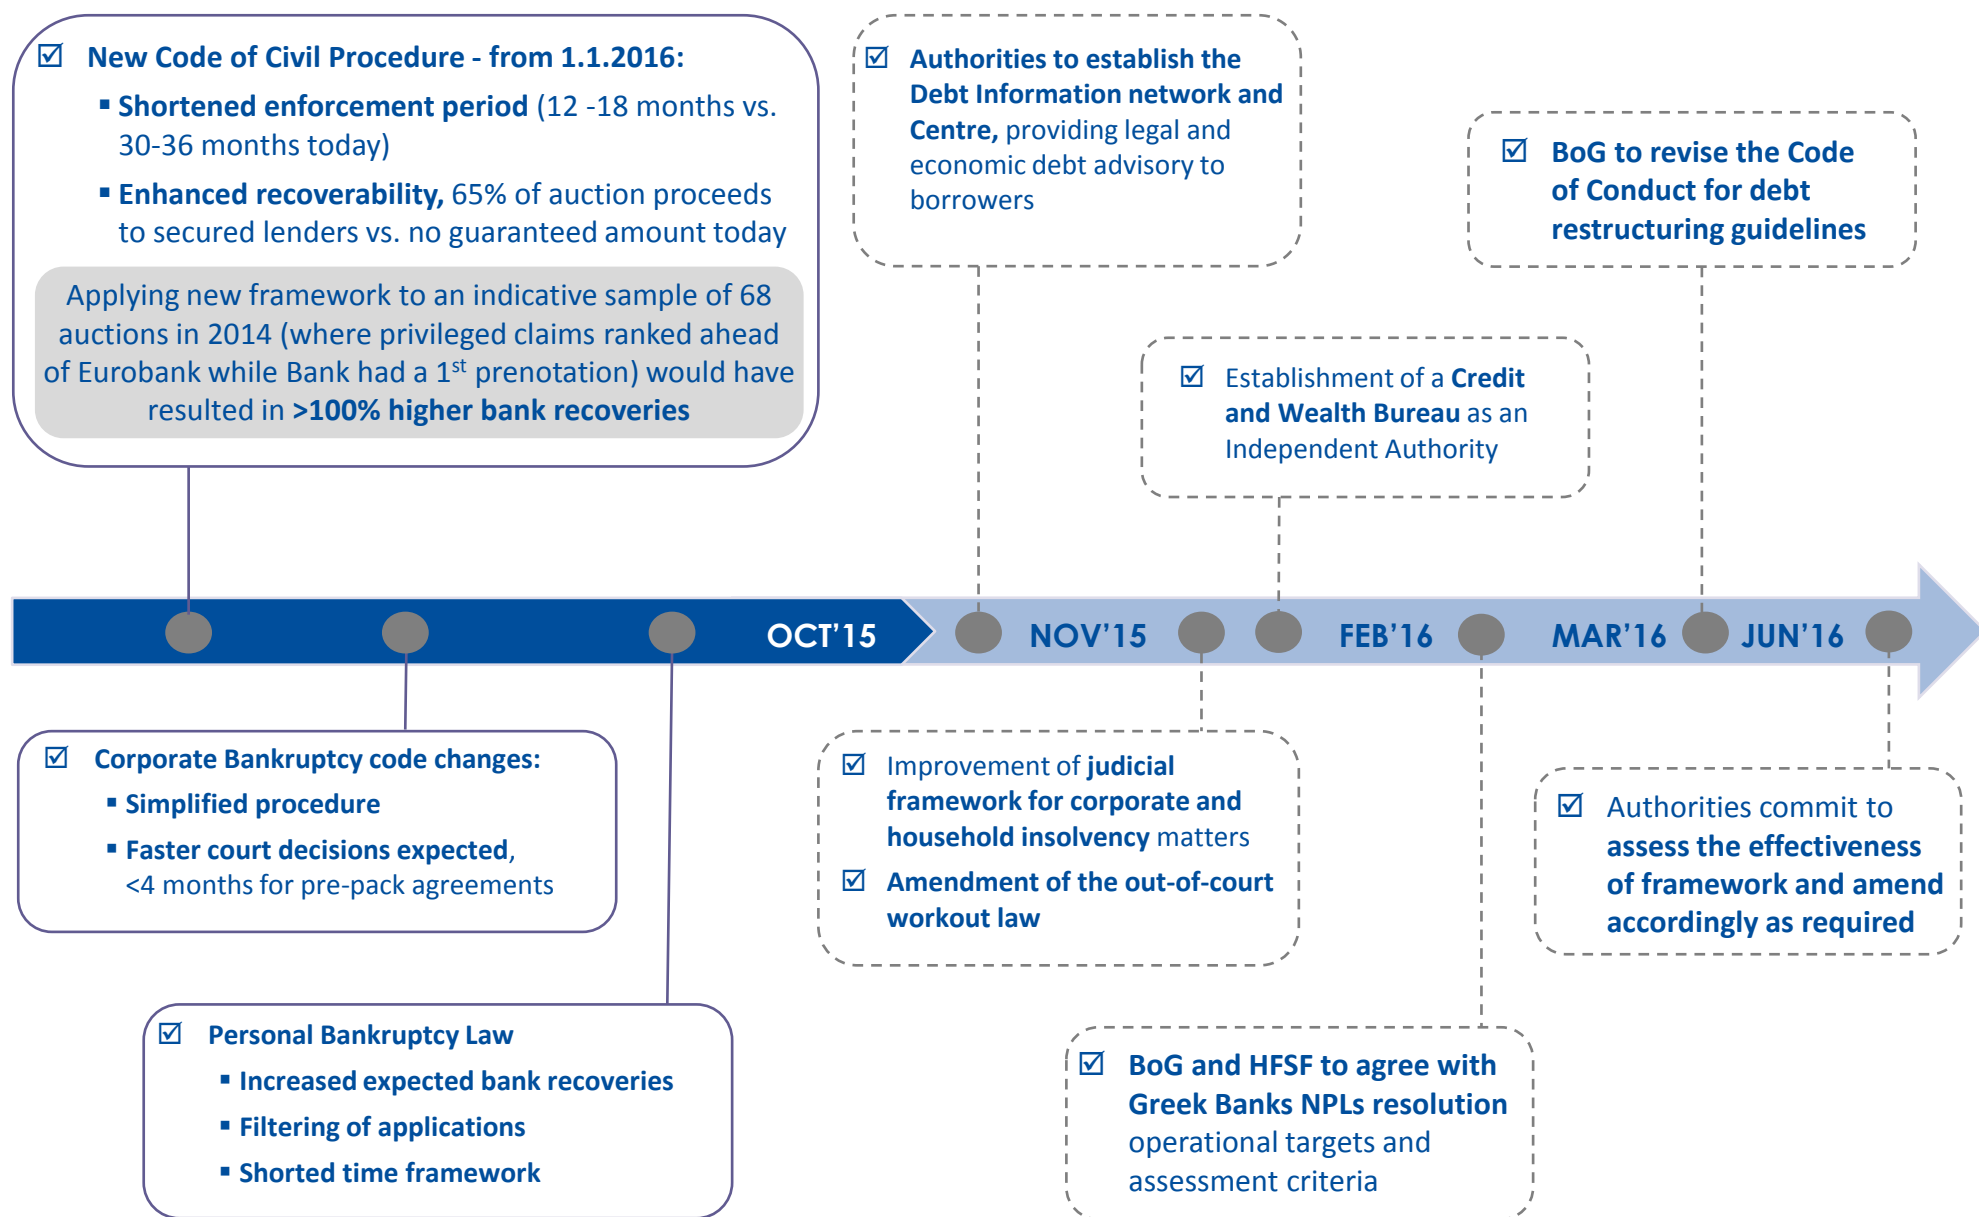 ☑ New Code of Civil Procedure - from 1.1.2016:
▪ Shortened enforcement period (12 -18 months vs.
30-36 months today)
▪ Enhanced recoverability, 65% of auction proceeds
to secured lenders vs. no guaranteed amount today
Applying new framework to an indicative sample of 68
auctions in 2014 (where privileged claims ranked ahead
of Eurobank while Bank had a 1st prenotation) would have
resulted in >100% higher bank recoveries
☑ Authorities to establish the
Debt Information network and
Centre, providing legal and
economic debt advisory to
borrowers
☑ Establishment of a Credit
and Wealth Bureau as an
Independent Authority
☑ BoG to revise the Code
of Conduct for debt
restructuring guidelines
OCT'15 NOV'15 FEB'16 MAR'16 JUN'16
☑ Corporate Bankruptcy code changes:
▪ Simplified procedure
▪ Faster court decisions expected,
<4 months for pre-pack agreements
☑ Personal Bankruptcy Law
▪ Increased expected bank recoveries
▪ Filtering of applications
▪ Shorted time framework
☑ Improvement of judicial
framework for corporate and
household insolvency matters
☑ Amendment of the out-of-court
workout law
☑ BoG and HFSF to agree with
Greek Banks NPLs resolution
operational targets and
assessment criteria
☑ Authorities commit to
assess the effectiveness
of framework and amend
accordingly as required